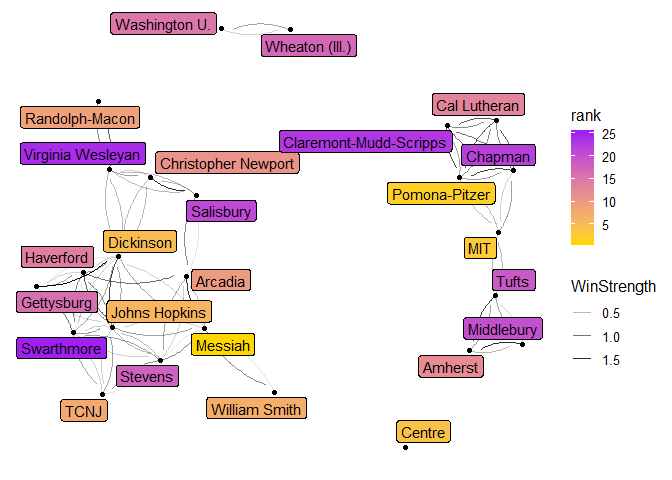 Washington U.
Wheaton (Ill.)
Cal Lutheran
Randolph-Macon
rank
Claremont-Mudd-Scripps
25
Virginia Wesleyan
Chapman
20
Christopher Newport
15
Pomona-Pitzer
10
Salisbury
5
Dickinson
MIT
Haverford
Arcadia
Tufts
WinStrength
Gettysburg
Johns Hopkins
0.5
Middlebury
1.0
Swarthmore
Messiah
1.5
Stevens
Amherst
TCNJ
William Smith
Centre